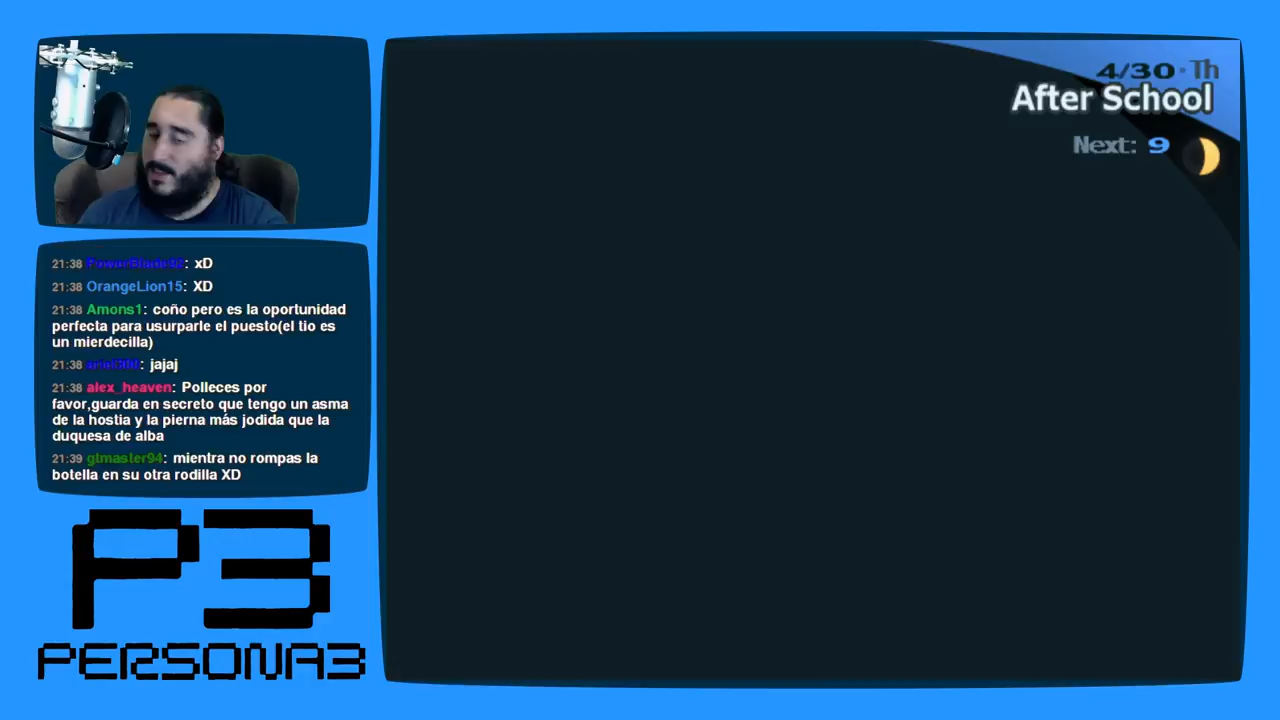 4/30 · Th
After School
Next: 9
21:38 : xD
21:38 OrangeLion15: XD
21:38 Amons1: coño pero es la oportunidad
perfecta para usurparle el puesto(el tio es
un mierdecilla)
21:38 : jajaj
21:38 alex_heaven: Polleces por
favor,guarda en secreto que tengo un asma
de la hostia y la pierna más jodida que la
duquesa de alba
21:39 gtmaster94: mientra no rompas la
botella en su otra rodilla XD
P3
PERSONA3